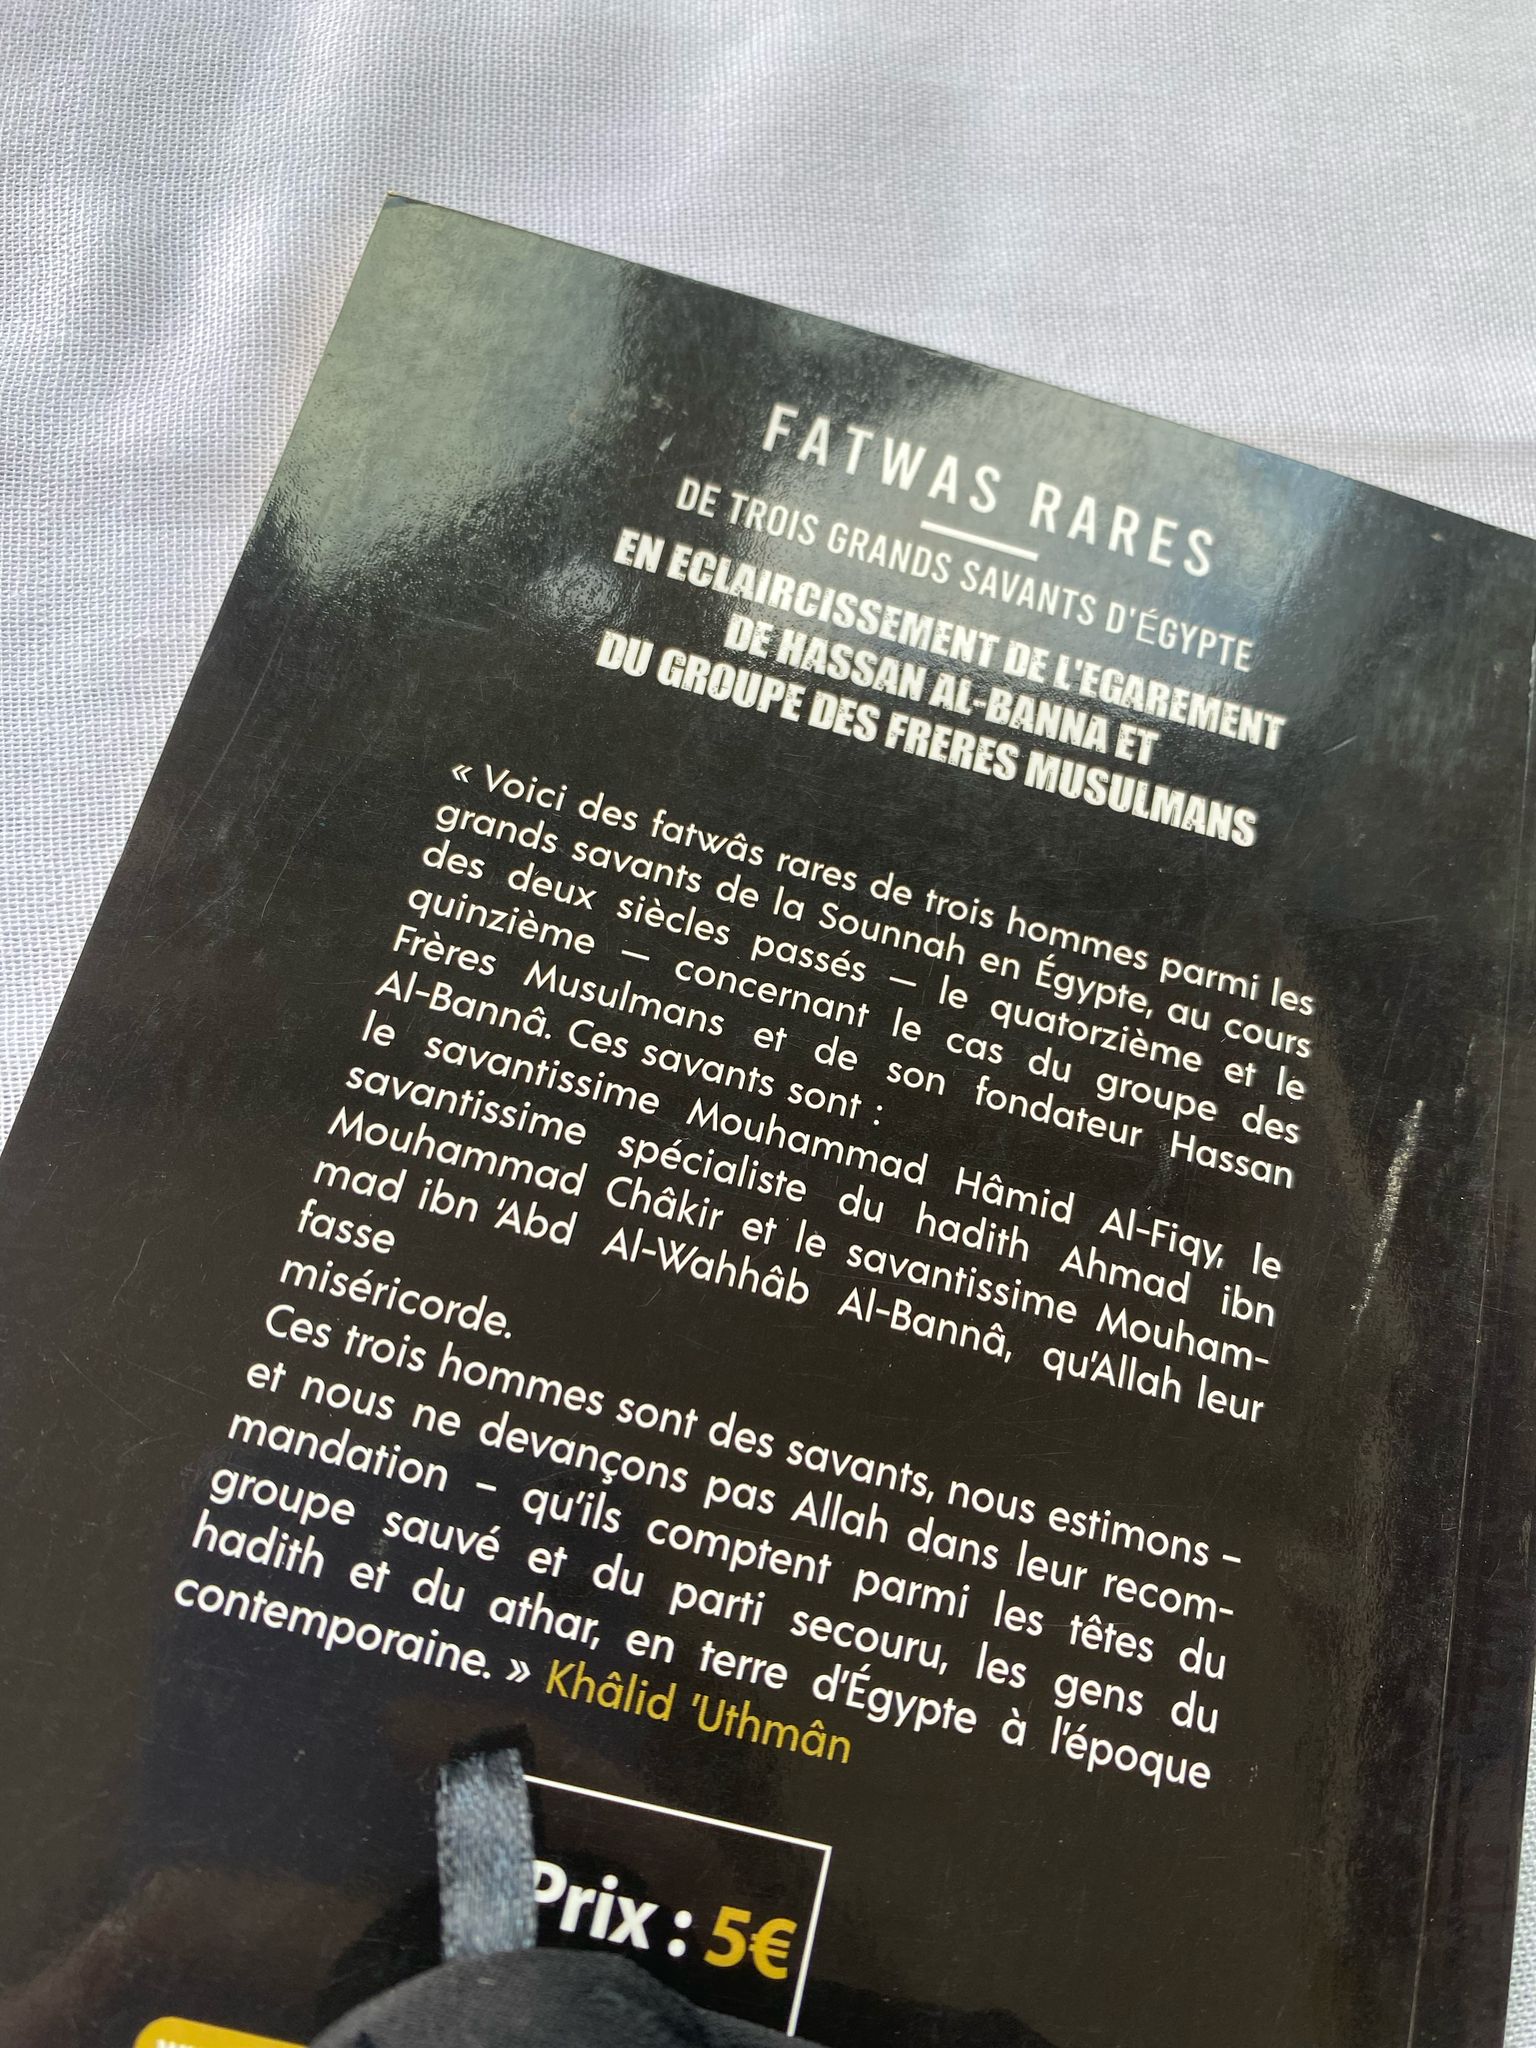 FATWAS RARES
DE TROIS GRANDS SAVANTS D'ÉGYPTE
EN ECLAIRCISSEMENT DE L'EGAREMENT
DE HASSAN AL-BANNA ET
DU GROUPE DES FRERES MUSULMANS
« Voici des fatwâs rares de trois hommes parmi les
grands savants de la Sounnah en Égypte, au cours
des deux siècles passés – le quatorzième et le
quinzième – concernant le cas du groupe des
Frères Musulmans et de son fondateur Hassan
Al-Bannâ. Ces savants sont :
le savantissime Mouhammad Hâmid Al-Fiqy, le
savantissime spécialiste du hadith Ahmad ibn
Mouhammad Châkir et le savantissime Mouham-
mad ibn 'Abd Al-Wahhâb Al-Bannâ, qu'Allah leur
fasse
miséricorde.
Ces trois hommes sont des savants, nous estimons –
et nous ne devançons pas Allah dans leur recom-
mandation – qu'ils comptent parmi les têtes du
groupe sauvé et du parti secouru, les gens du
hadith et du athar, en terre d'Égypte à l'époque
contemporaine. » Khâlid 'Uthmân
Prix : 5€